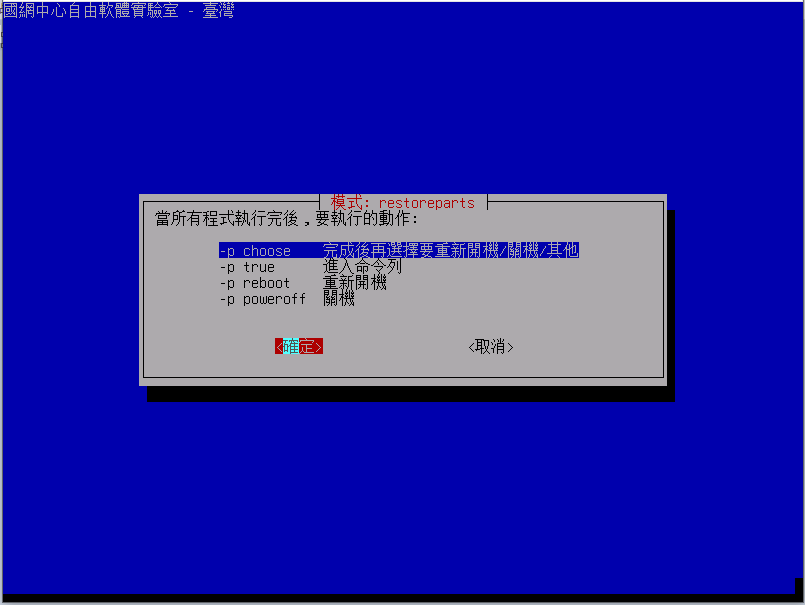 國網中心自由軟體實驗室 - 臺灣
模式: restoreparts
當所有程式執行完後，要執行的動作:
-p choose 完成後再選擇要重新開機/關機/其他
-p true 進入命令列
-p reboot 重新開機
-p poweroff 關機
<確定> <取消>